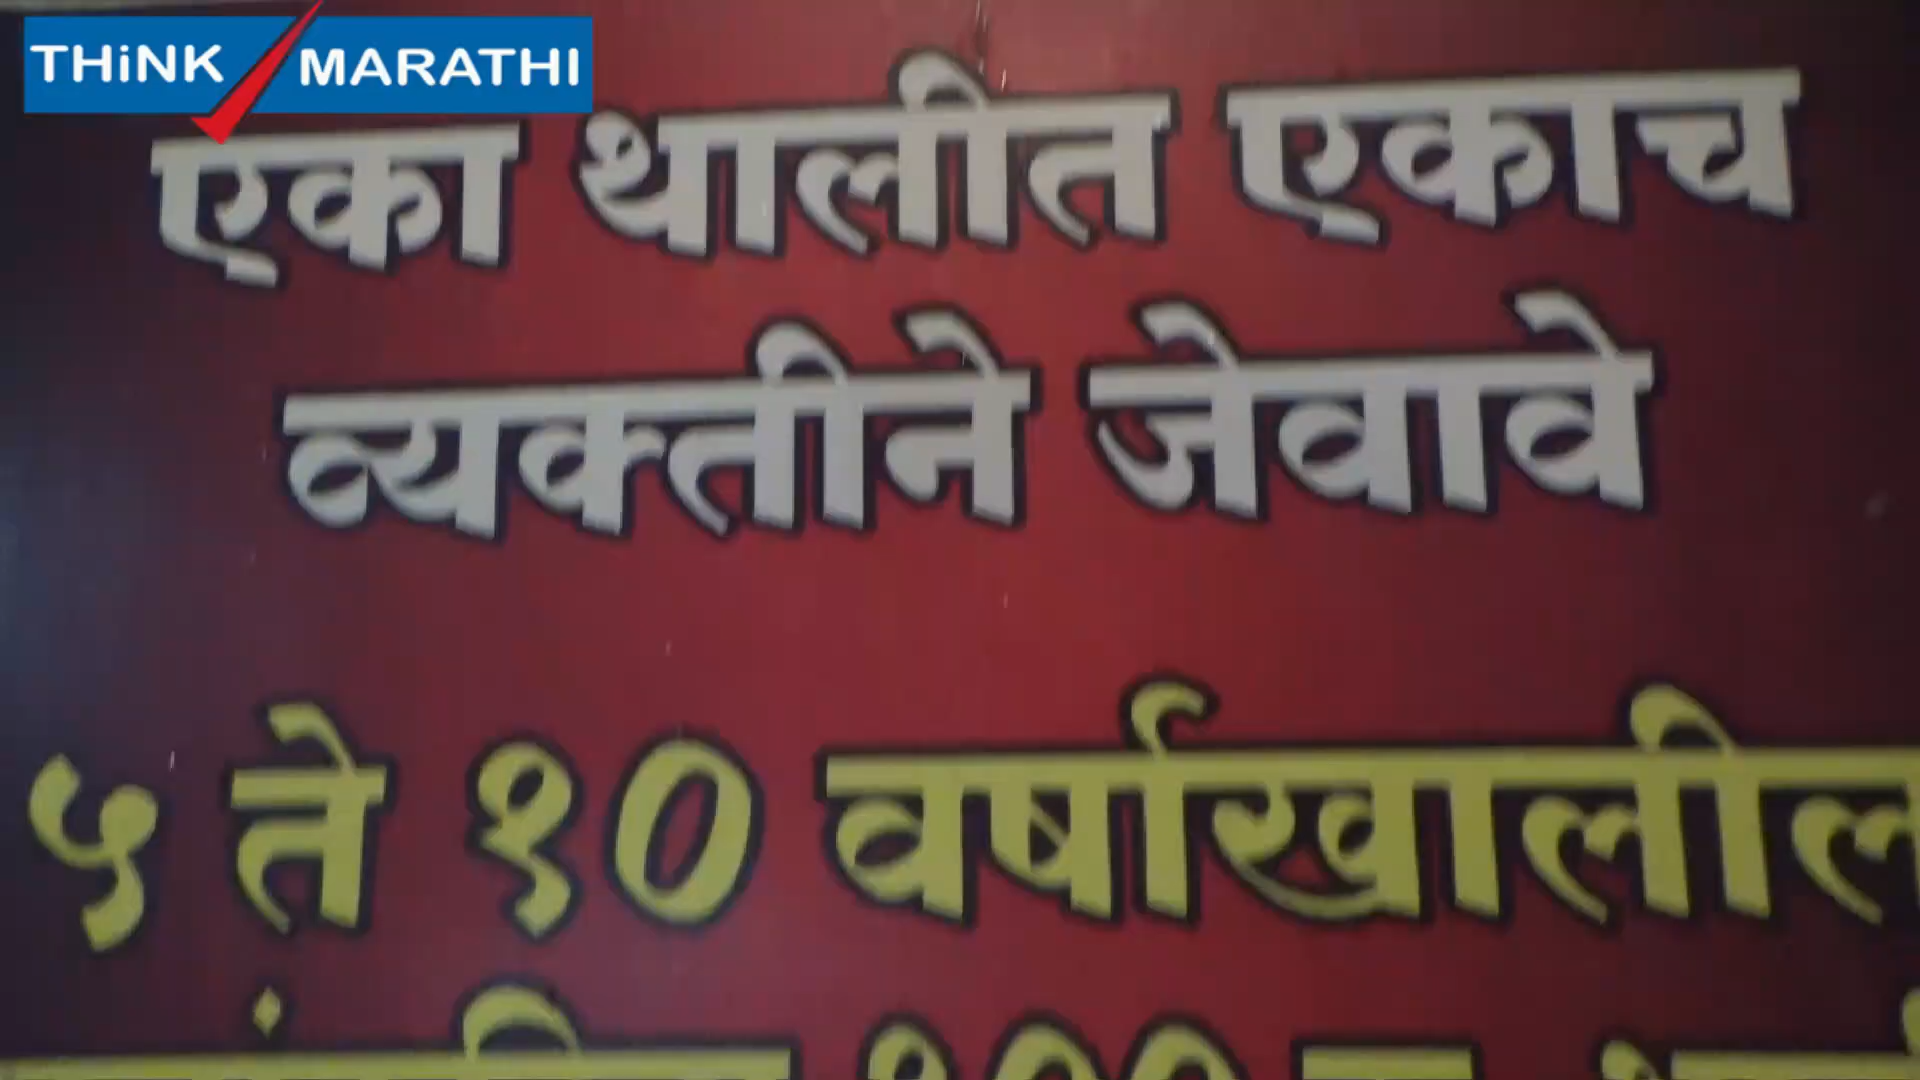 THiNK MARATHI
एका थालीत एकाच
व्यक्तीने जेवावे
५ ते १० वर्षाखालील